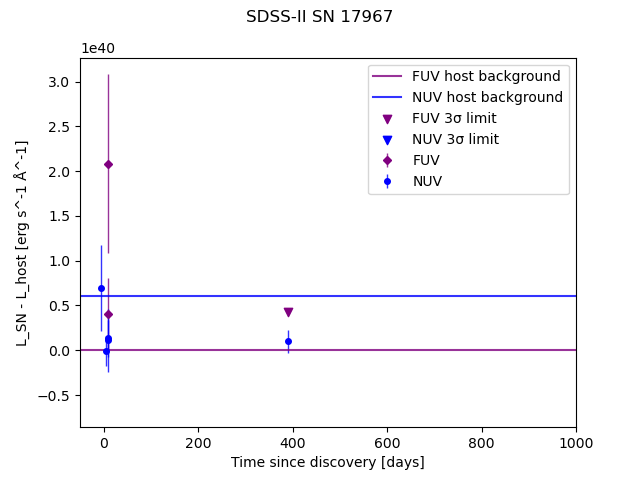 SDSS-II SN 17967
1e40
FUV host background
NUV host background
FUV 3σ limit
NUV 3σ limit
FUV
NUV
3.0
2.5
2.0
1.5
1.0
0.5
0.0
−0.5
L_SN - L_host [erg s^-1 Å^-1]
0 200 400 600 800 1000
Time since discovery [days]